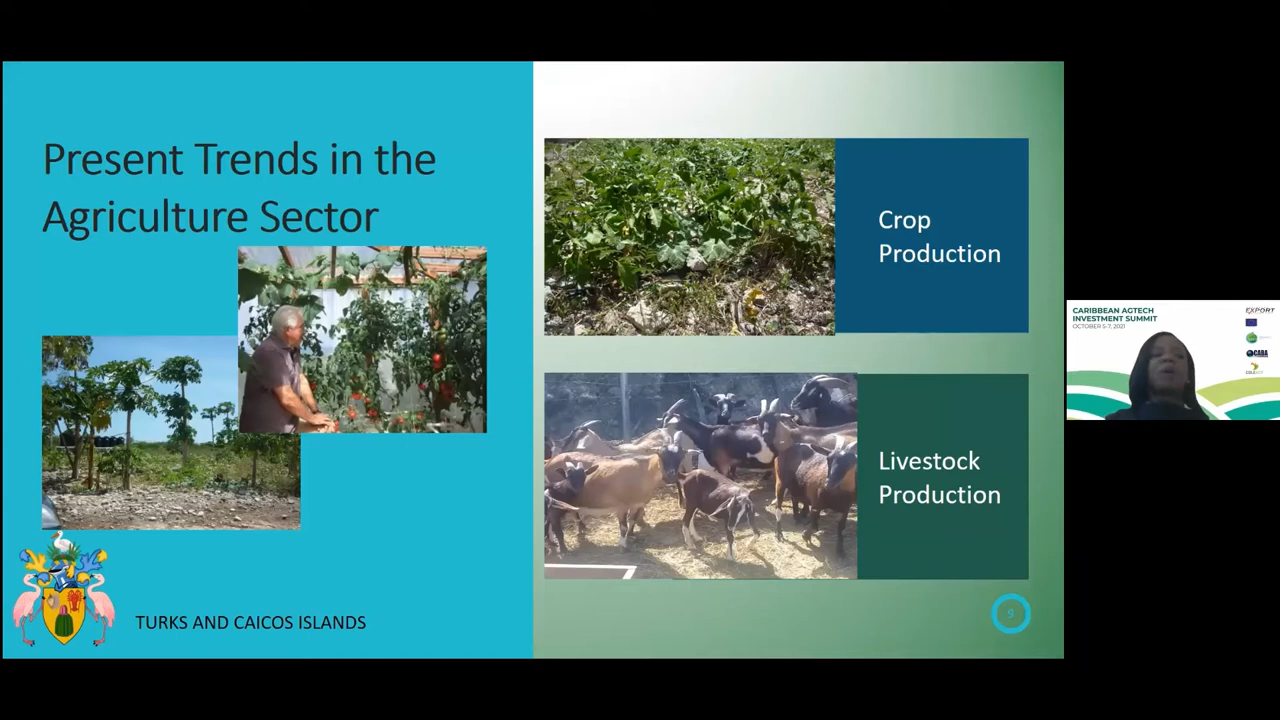 Present Trends in the
Agriculture Sector
TURKS AND CAICOS ISLANDS
Crop
Production
Livestock
Production
9
CARIBBEAN AGTECH
INVESTMENT SUMMIT
OCTOBER 5-7, 2021
EXPORT